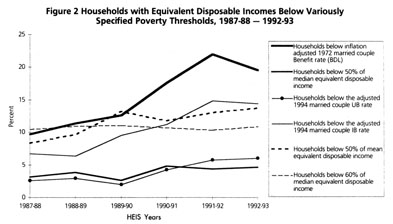 Figure 2 Households with Equivalent Disposable Incomes Below Variously
Specified Poverty Thresholds, 1987-88 — 1992-93
25
20
15
10
5
0
Percent
1987-88
1988-89
1989-90
1990-91
1991-92
1992-93
HEIS Years
Households below inflation
adjusted 1972 married couple
Benefit rate (BDL)
Households below 50% of
median equivalent disposable
income
Households below the adjusted
1994 married couple UB rate
Households below the adjusted
1994 married couple IB rate
Households below 50% of mean
equivalent disposable
income
Households below 60% of
median equivalent disposable
income